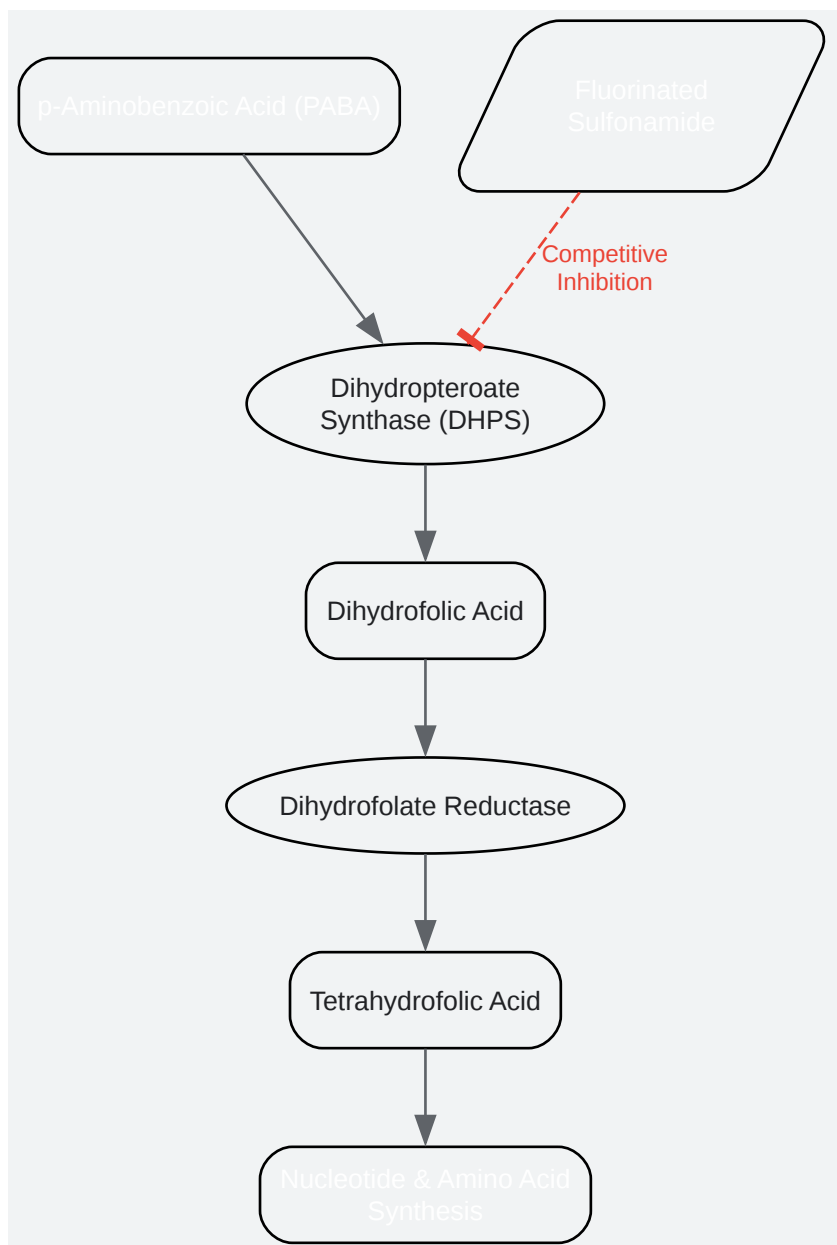 p-Aminobenzoic Acid (PABA)
Fluorinated
Sulfonamide
Competitive
Inhibition
Dihydropteroate
Synthase (DHPS)
Dihydrofolic Acid
Dihydrofolate Reductase
Tetrahydrofolic Acid
Nucleotide & Amino Acid
Synthesis